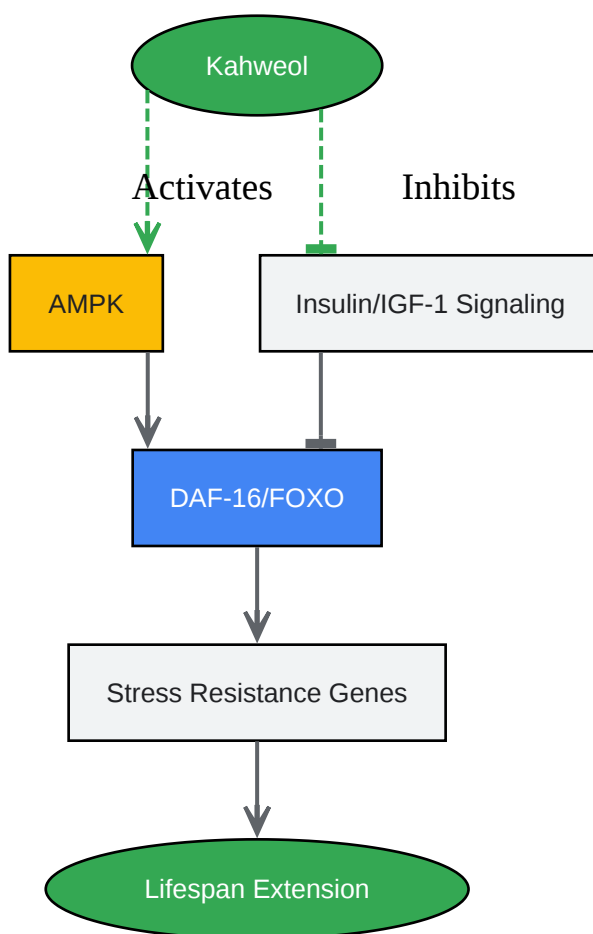 Kahweol
Activates
Inhibits
AMPK
Insulin/IGF-1 Signaling
DAF-16/FOXO
Stress Resistance Genes
Lifespan Extension